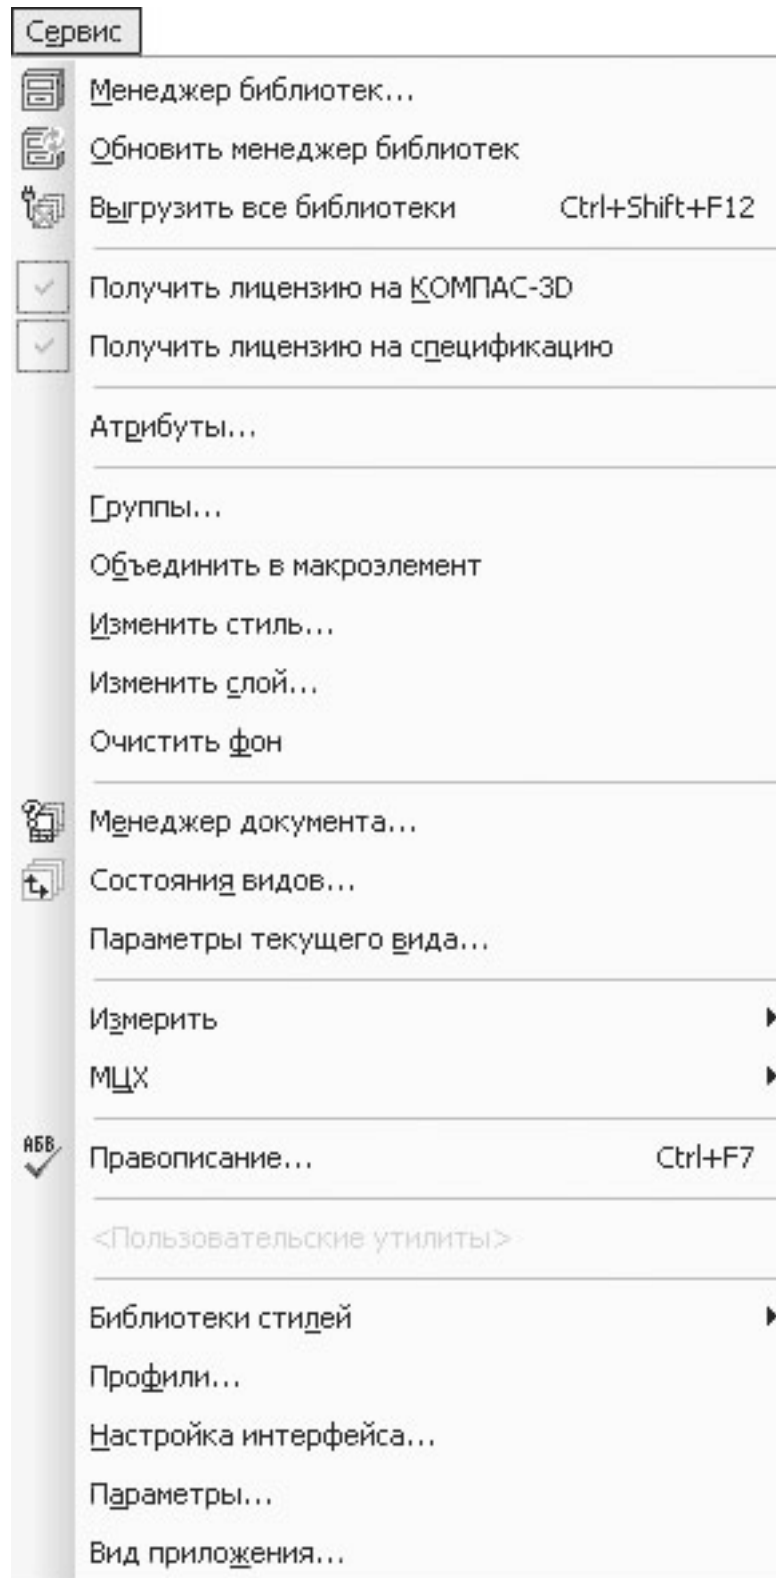 Сервис
Менеджер библиотек...
Обновить менеджер библиотек
Выгрузить все библиотеки Ctrl+Shift+F12
Получить лицензию на КОМПАС-3D
Получить лицензию на спецификацию
Атрибуты...
Группы...
Объединить в макроэлемент
Изменить стиль...
Изменить слой...
Очистить фон
Менеджер документа...
Состояния видов...
Параметры текущего вида...
Измерить
МЦХ
АБВ
Правописание... Ctrl+F7
<Пользовательские утилиты>
Библиотеки стилей
Профили...
Настройка интерфейса...
Параметры...
Вид приложения...